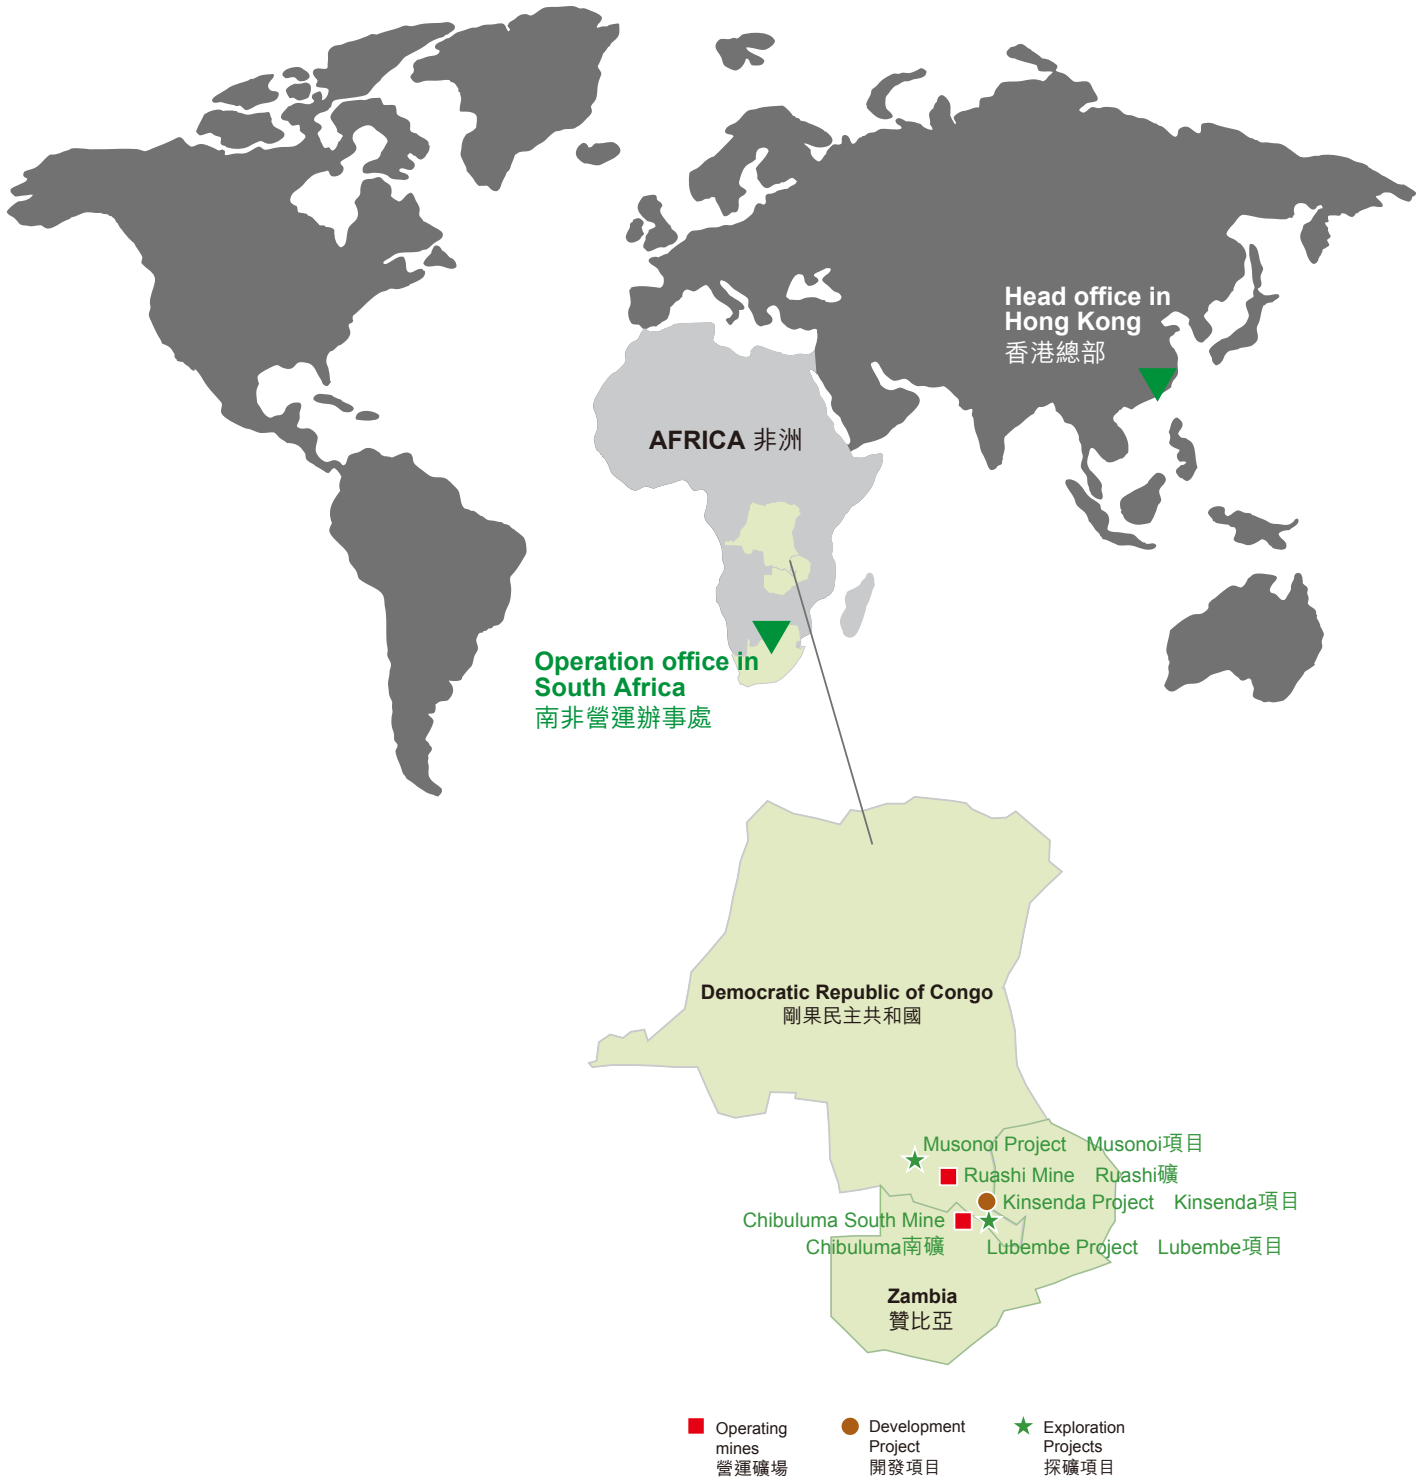 Head office in
Hong Kong
香港總部
AFRICA 非洲
Operation office in
South Africa
南非營運辦事處
Democratic Republic of Congo
剛果民主共和國
Musonoi Project Musonoi項目
Ruashi Mine Ruashi礦
Kinsenda Project Kinsenda項目
Chibuluma South Mine
Chibuluma南礦
Lubembe Project Lubembe項目
Zambia
贊比亞
Operating
mines
營運礦場
Development
Project
開發項目
Exploration
Projects
探礦項目